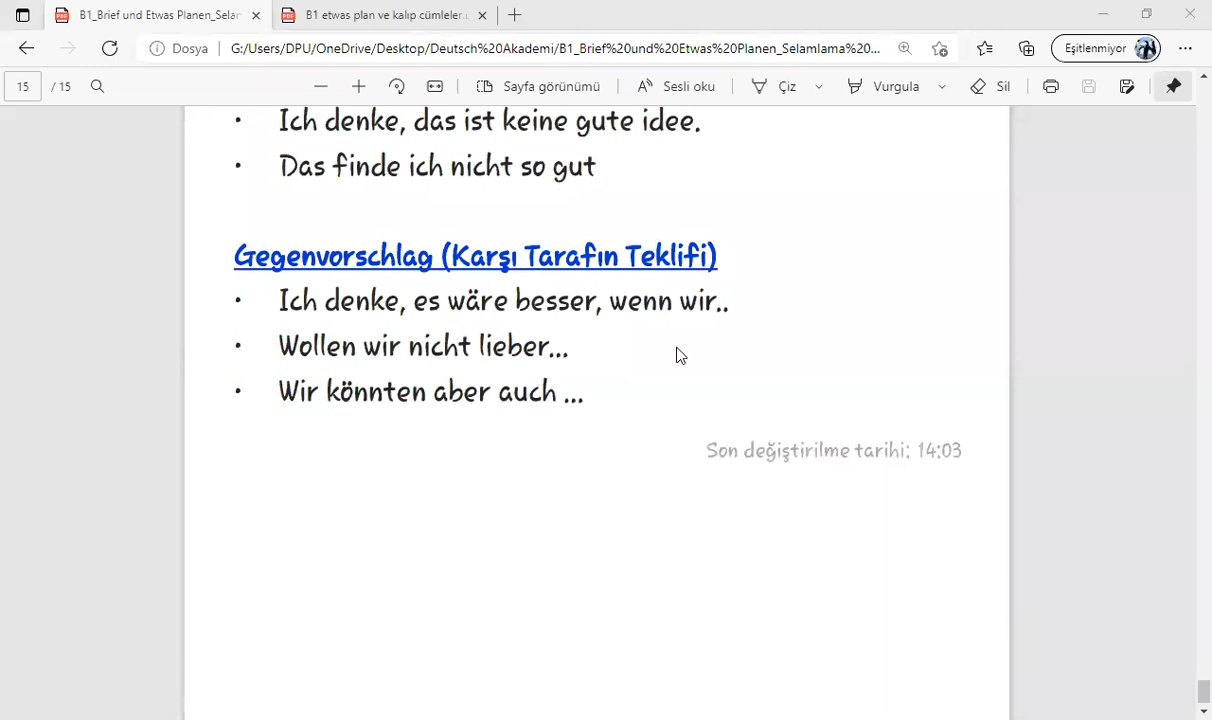 B1_Brief und Etwas Planen_Selam
B1 etwas plan ve kalıp cümleler.u
Dosya
G:/Users/DPU/OneDrive/Desktop/Deutsch%20Akademi/B1_Brief%20und%20Etwas%20Planen_Selamlama%20...
Eşitlenmiyor
15 / 15
Sayfa görünümü
Sesli oku
Çiz
Vurgula
Sil
• Ich denke, das ist keine gute idee.
• Das finde ich nicht so gut
Gegenvorschlag (Karşı Tarafın Teklifi)
• Ich denke, es wäre besser, wenn wir..
• Wollen wir nicht lieber...
• Wir könnten aber auch ...
Son değiştirilme tarihi: 14:03